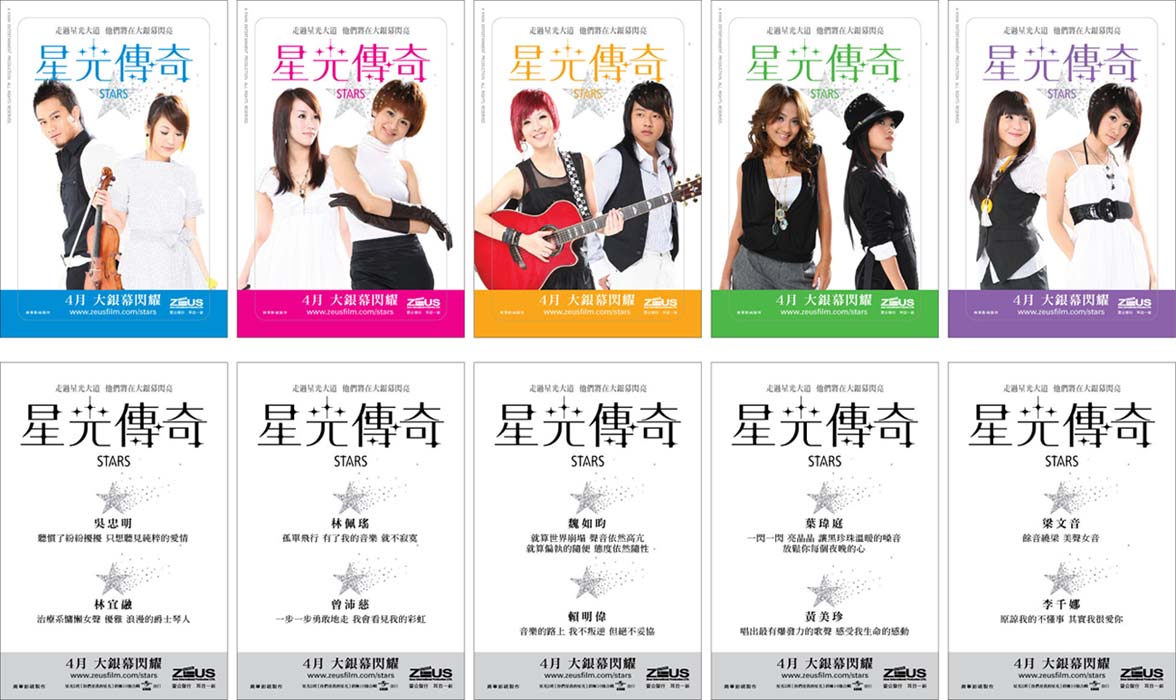 走過星光大道 他們將在大銀幕閃亮
星光傳奇
STARS
4月 大銀幕閃耀 ZEUS
www.zeusfilm.com/stars
走過星光大道 他們將在大銀幕閃亮
星光傳奇
STARS
4月 大銀幕閃耀 ZEUS
www.zeusfilm.com/stars
走過星光大道 他們將在大銀幕閃亮
星光傳奇
STARS
4月 大銀幕閃耀 ZEUS
www.zeusfilm.com/stars
走過星光大道 他們將在大銀幕閃亮
星光傳奇
STARS
4月 大銀幕閃耀 ZEUS
www.zeusfilm.com/stars
走過星光大道 他們將在大銀幕閃亮
星光傳奇
STARS
4月 大銀幕閃耀 ZEUS
www.zeusfilm.com/stars
走過星光大道 他們將在大銀幕閃亮
星光傳奇
STARS
吳忠明
聽慣了紛紛擾擾 只想聽見純粹的愛情
林宜融
治療系慵懶女聲 優雅 浪漫的爵士琴人
4月 大銀幕閃耀 ZEUS
www.zeusfilm.com/stars
走過星光大道 他們將在大銀幕閃亮
星光傳奇
STARS
林佩瑤
孤單飛行 有了我的音樂 就不寂寞
曾沛慈
一步一步勇敢地走 我會看見我的彩虹
4月 大銀幕閃耀 ZEUS
www.zeusfilm.com/stars
走過星光大道 他們將在大銀幕閃亮
星光傳奇
STARS
魏如昀
就算世界崩塌 聲音依然高亢
就算偏執的隨便 態度依然隨性
賴明偉
音樂的路上 我不叛逆 但絕不妥協
4月 大銀幕閃耀 ZEUS
www.zeusfilm.com/stars
走過星光大道 他們將在大銀幕閃亮
星光傳奇
STARS
葉瑋庭
一閃一閃 亮晶晶 讓黑珍珠溫暖的嗓音
放鬆你每個夜晚的心
黃美珍
唱出最有爆發力的歌聲 感受我生命的感動
4月 大銀幕閃耀 ZEUS
www.zeusfilm.com/stars
走過星光大道 他們將在大銀幕閃亮
星光傳奇
STARS
梁文音
餘音繞梁 美聲女音
李千娜
原諒我的不懂事 其實我很愛你
4月 大銀幕閃耀 ZEUS
www.zeusfilm.com/stars